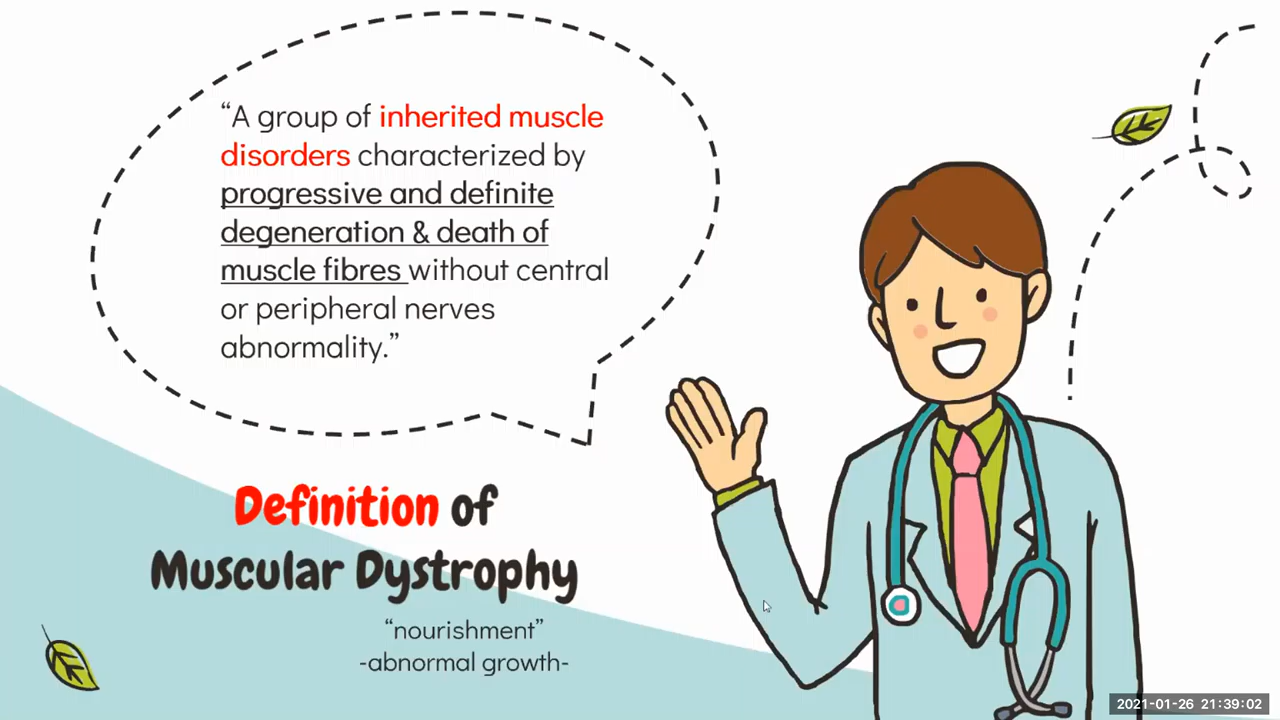 “A group of inherited muscle
disorders characterized by
progressive and definite
degeneration & death of
muscle fibres without central
or peripheral nerves
abnormality.”
Definition of
Muscular Dystrophy
“nourishment”
-abnormal growth-
2021-01-26 21:39:02